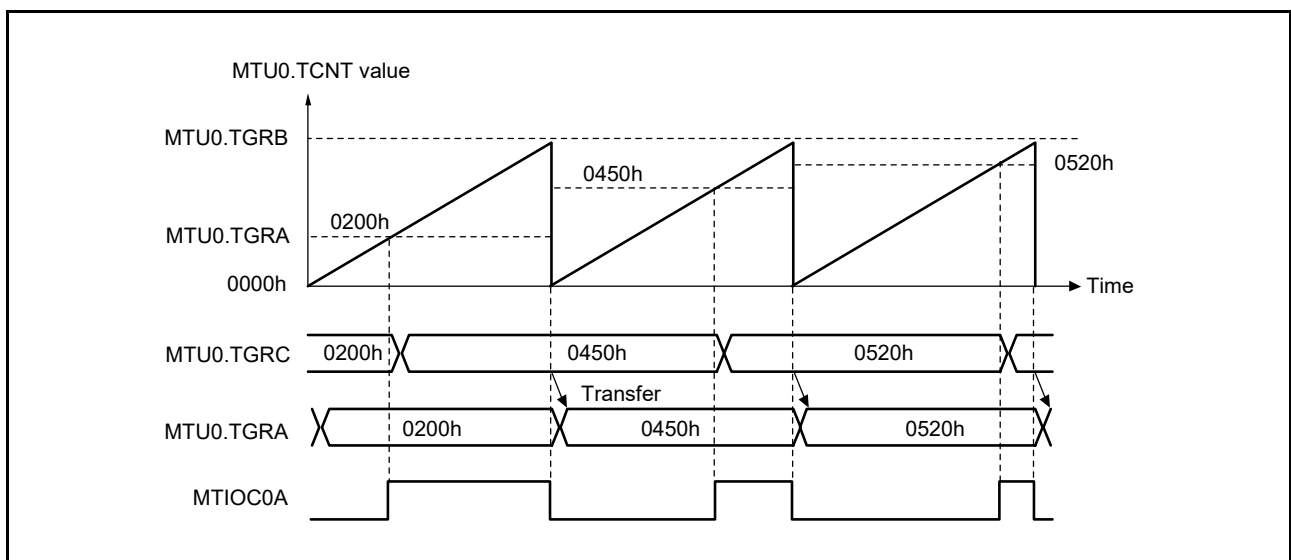 MTU0.TCNT value
MTU0.TGRB
0450h
0520h
0200h
MTU0.TGRA
0000h
Time
MTU0.TGRC 0200h 0450h 0520h
Transfer
MTU0.TGRA 0200h 0450h 0520h
MTIOC0A